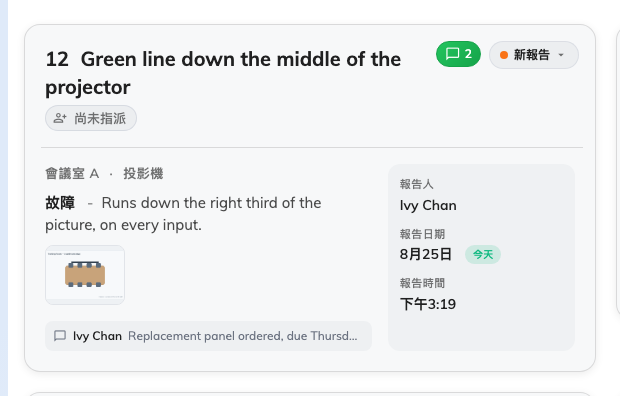 12 Green line down the middle of the
projector
2
新報告
尚未指派
會議室 A · 投影機
故障 - Runs down the right third of the
picture, on every input.
Ivy Chan Replacement panel ordered, due Thursd...
報告人
Ivy Chan
報告日期
8月25日 今天
報告時間
下午3:19